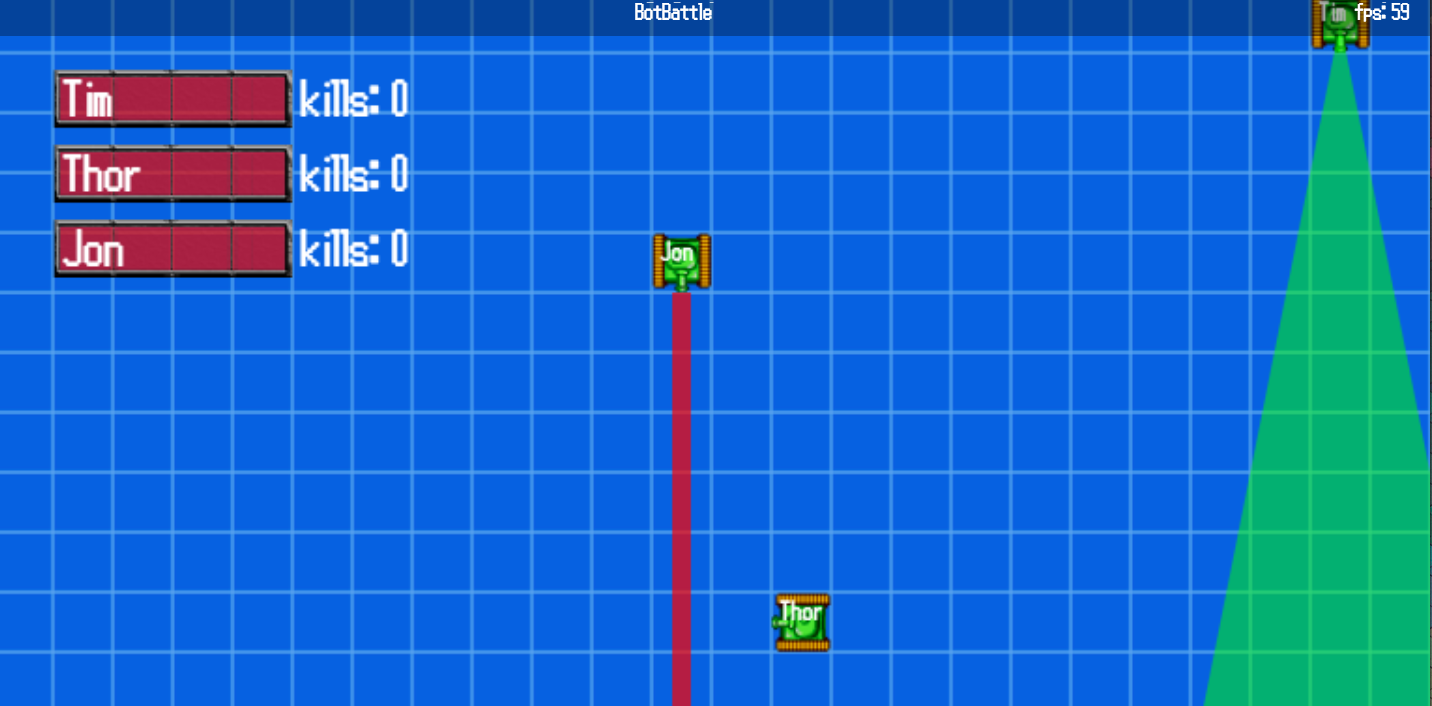 BotBattle
Tim fps: 59
Tim kills: 0
Thor kills: 0
Jon kills: 0
Jon
Thor